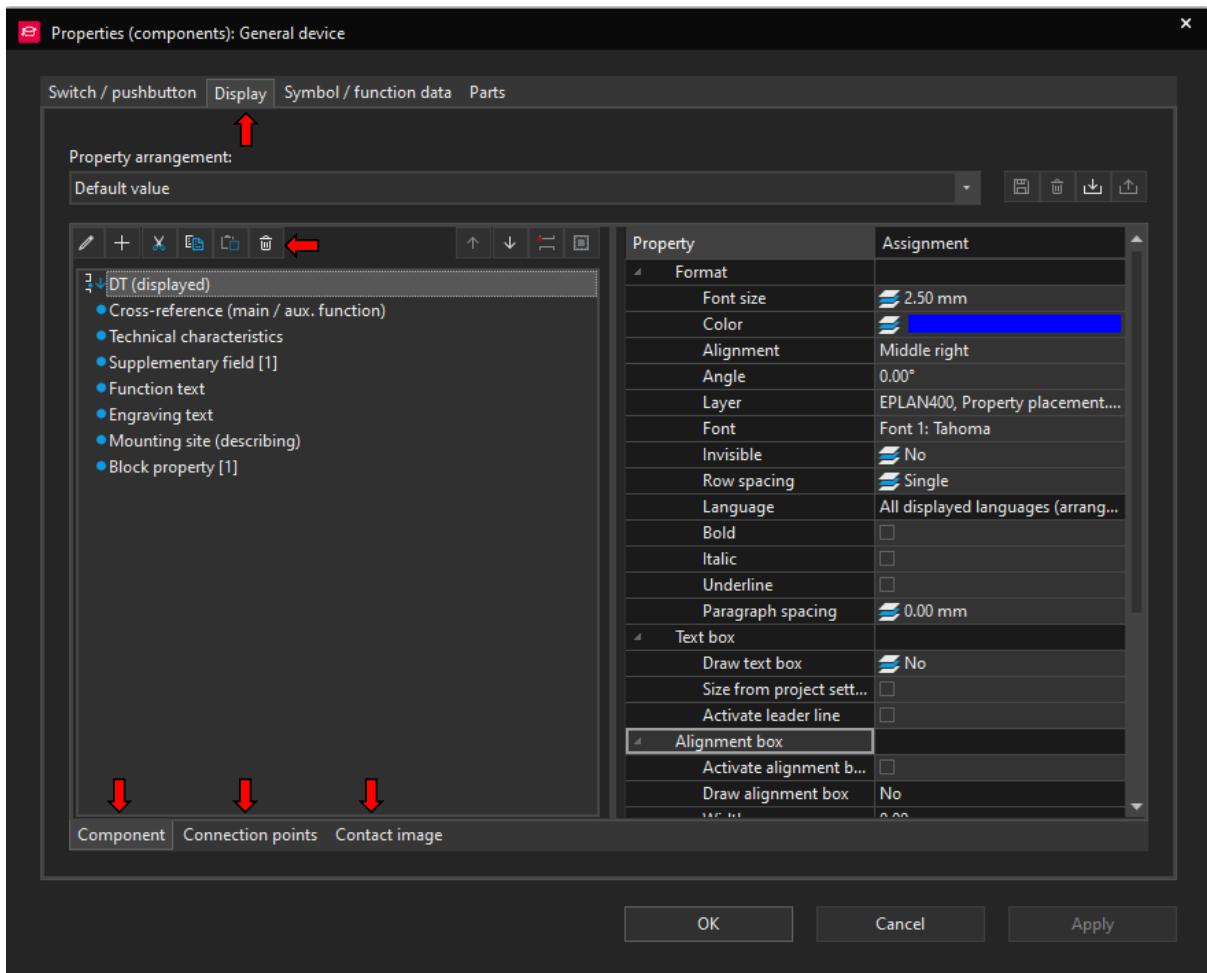 Properties (components): General device
Switch / pushbutton Display Symbol / function data Parts
Property arrangement:
Default value
DT (displayed)
Cross-reference (main / aux. function)
Technical characteristics
Supplementary field [1]
Function text
Engraving text
Mounting site (describing)
Block property [1]
Property Assignment
Format
Font size 2.50 mm
Color
Alignment Middle right
Angle 0.00°
Layer EPLAN400, Property placement....
Font Font 1: Tahoma
Invisible No
Row spacing Single
Language All displayed languages (arrang...
Bold
Italic
Underline
Paragraph spacing 0.00 mm
Text box
Draw text box No
Size from project sett...
Activate leader line
Alignment box
Activate alignment b...
Draw alignment box No
Width 0.00
Component Connection points Contact image
OK Cancel Apply